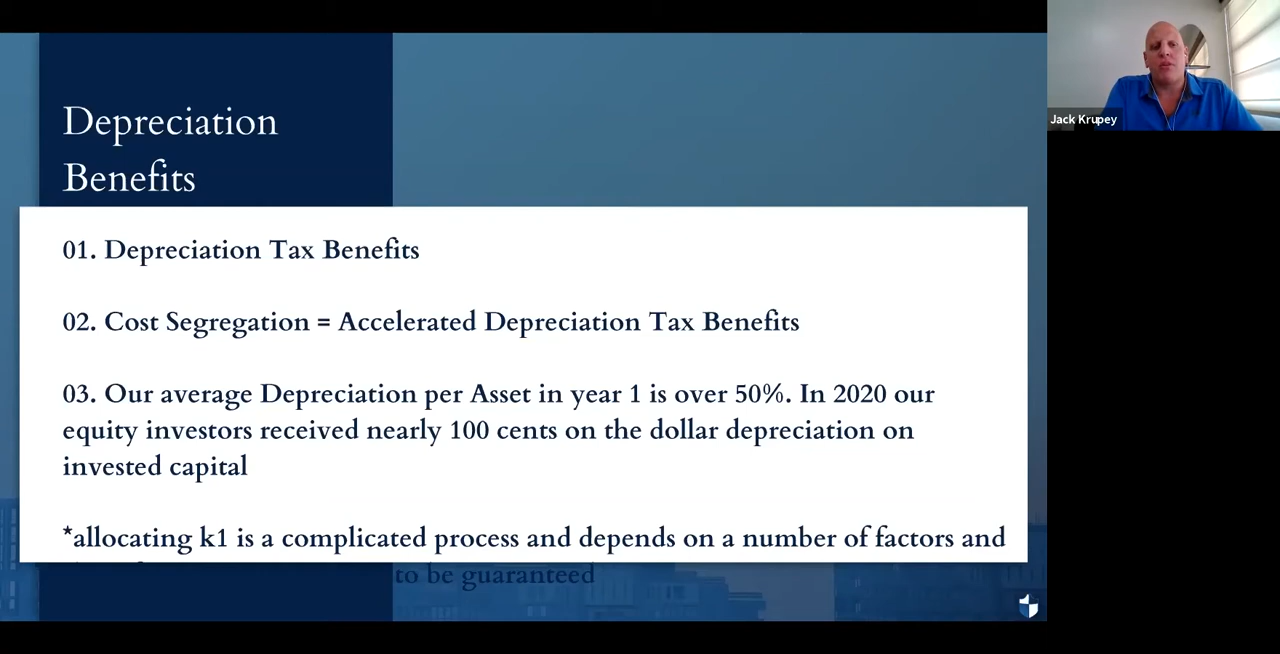 Depreciation
Benefits
01. Depreciation Tax Benefits
02. Cost Segregation = Accelerated Depreciation Tax Benefits
03. Our average Depreciation per Asset in year 1 is over 50%. In 2020 our
equity investors received nearly 100 cents on the dollar depreciation on
invested capital
*allocating k1 is a complicated process and depends on a number of factors and
to be guaranteed
Jack Krupey